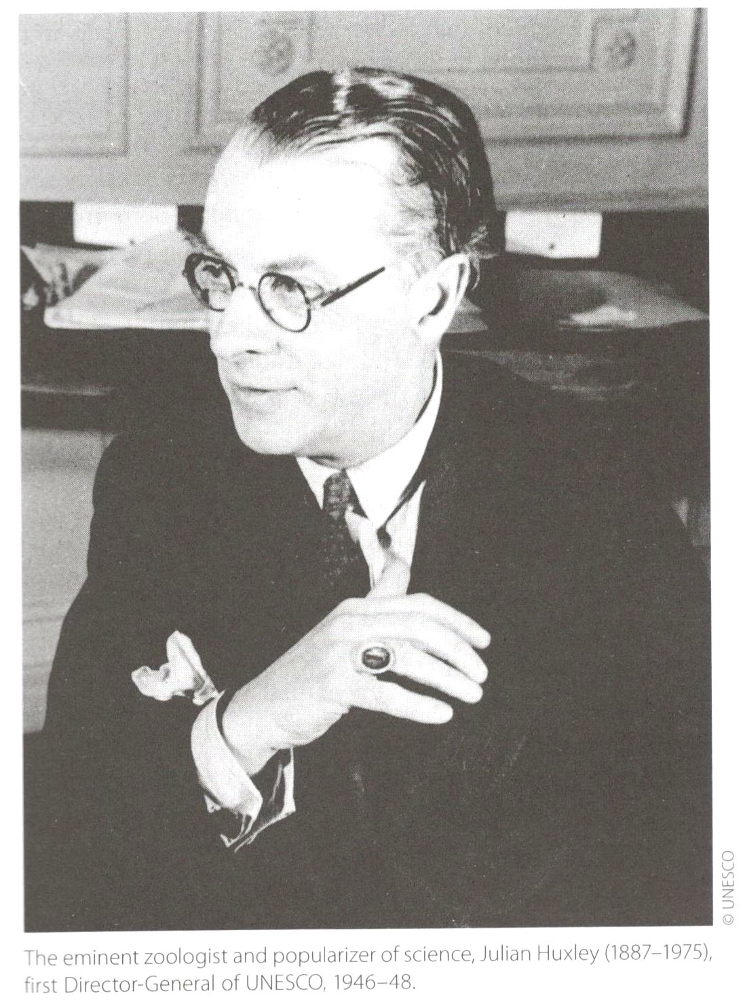 © UNESCO
The eminent zoologist and popularizer of science, Julian Huxley (1887–1975),
first Director-General of UNESCO, 1946–48.